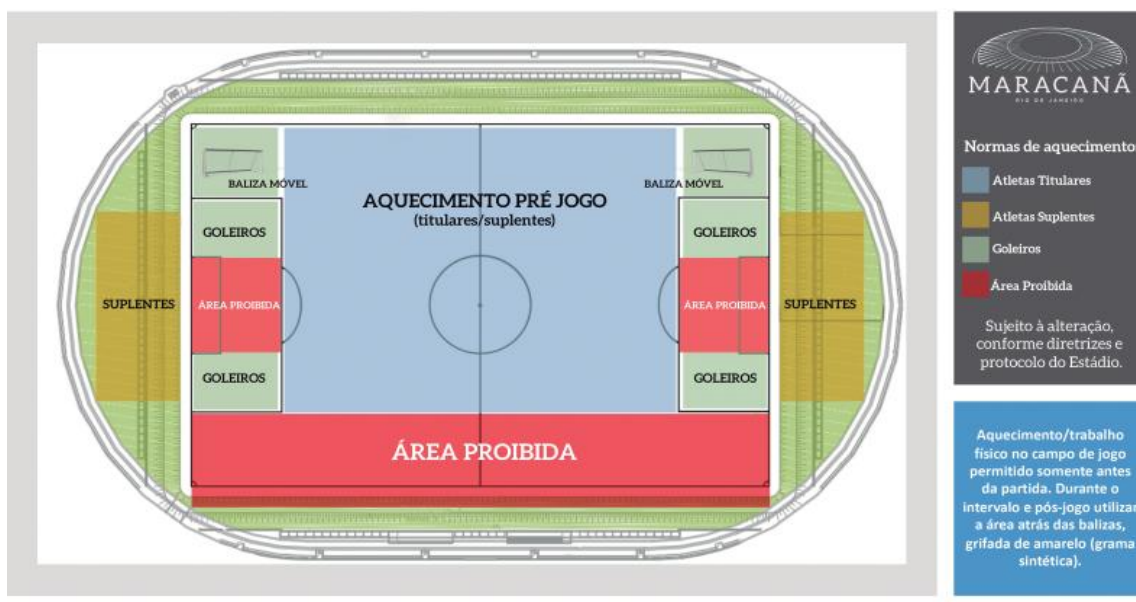 BALIZA MÓVEL
BALIZA MÓVEL
AQUECIMENTO PRÉ JOGO
(titulares/suplentes)
GOLEIROS
GOLEIROS
SUPLENTES
ÁREA PROIBIDA
ÁREA PROIBIDA
SUPLENTES
GOLEIROS
GOLEIROS
ÁREA PROIBIDA
MARACANÃ
RIO DE JANEIRO
Normas de aquecimento
Atletas Titulares
Atletas Suplentes
Goleiros
Área Proibida
Sujeito à alteração,
conforme diretrizes e
protocolo do Estádio.
Aquecimento/trabalho
físico no campo de jogo
permitido somente antes
da partida. Durante o
intervalo e pós-jogo utilizar
a área atrás das balizas,
grifada de amarelo (grama
sintética).